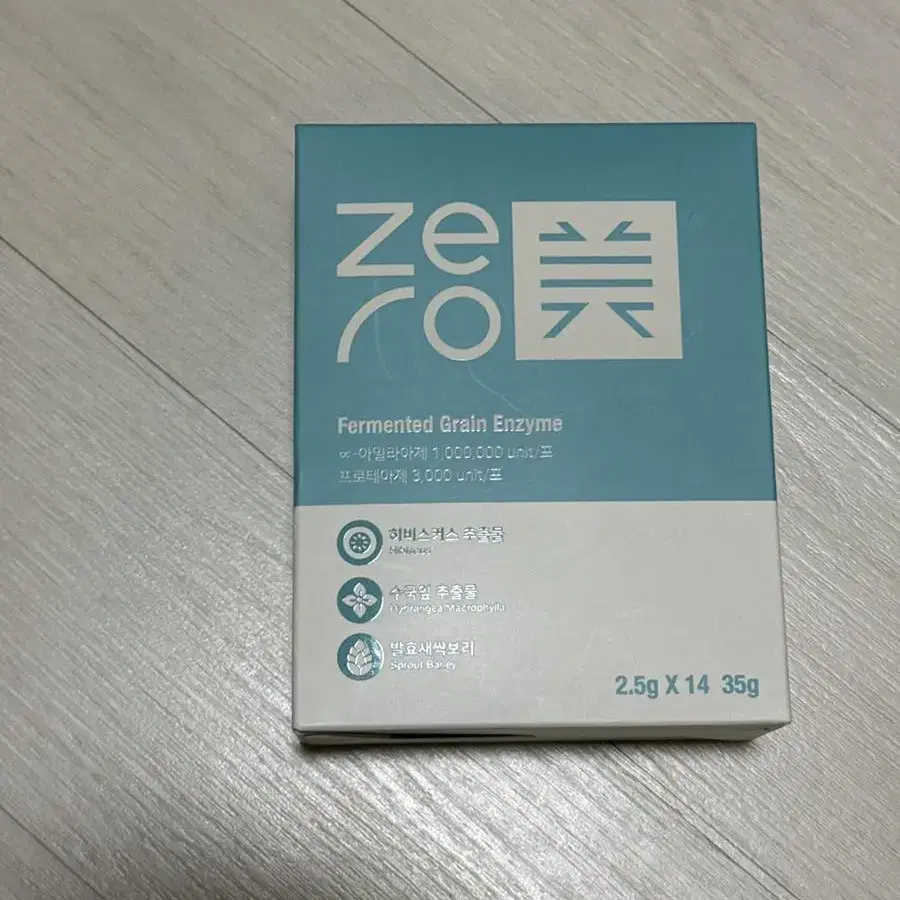 zero 美
Fermented Grain Enzyme
∝-아밀라아제 1,000,000 unit/포
프로테아제 3,000 unit/포
히비스커스 추출물
Hibiscus
수국잎 추출물
Hydrangea Macrophylla
발효새싹보리
Sprout Barley
2.5g X 14 35g